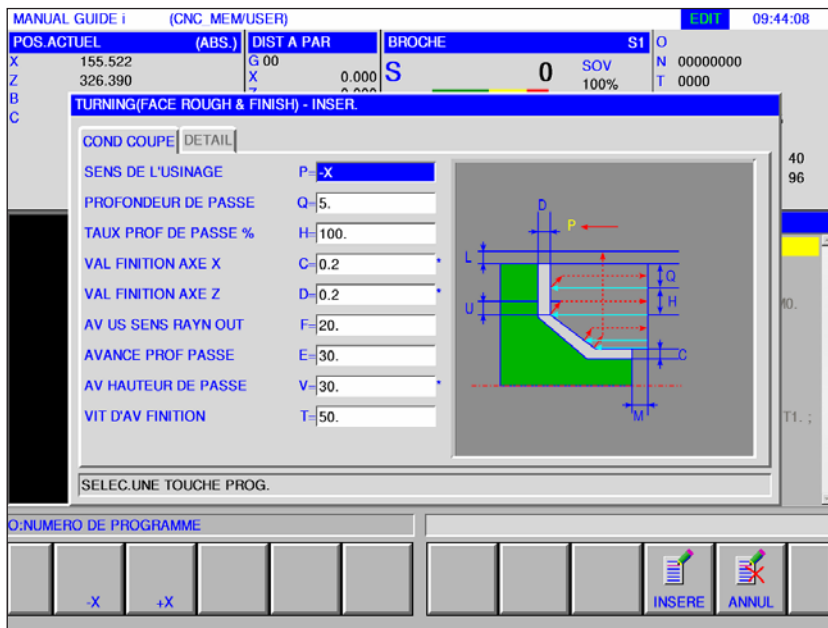 MANUAL GUIDE i (CNC_MEM/USER) EDIT 09:44:08
POS.ACTUEL (ABS.) DIST A PAR BROCHE S1 O
X 155.522 G 00 N 00000000
Z 326.390 X 0.000 S 0 SOV 100% T 0000
B
C
TURNING(FACE ROUGH & FINISH) - INSER.
COND COUPE DETAIL
SENS DE L'USINAGE P=-X
PROFONDEUR DE PASSE Q=5.
TAUX PROF DE PASSE % H=100.
VAL FINITION AXE X C=0.2 *
VAL FINITION AXE Z D=0.2 *
AV US SENS RAYN OUT F=20.
AVANCE PROF PASSE E=30.
AV HAUTEUR DE PASSE V=30. *
VIT D'AV FINITION T=50.
D
P
L
Q
H
U
C
M
40
96
M0.
T1. ;
SELEC.UNE TOUCHE PROG.
O:NUMERO DE PROGRAMME
-X +X INSERE ANNUL